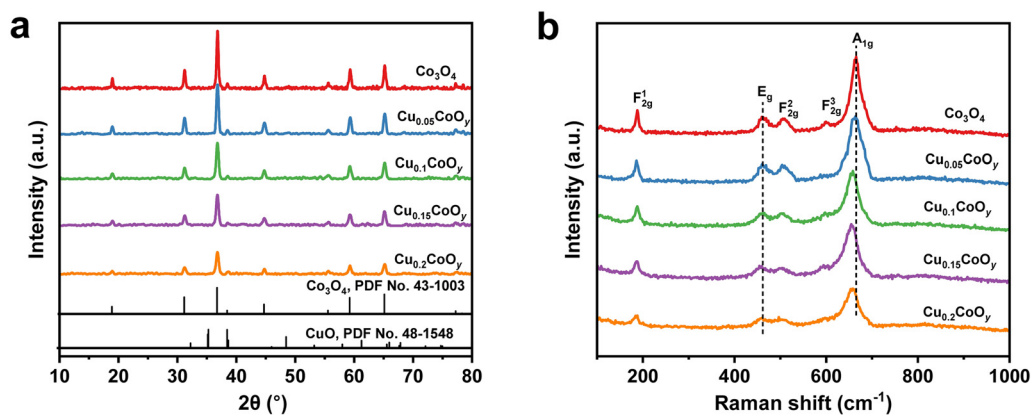 a
Intensity (a.u.)
Co₃O₄
Cu₀.₀₅CoOy
Cu₀.₁CoOy
Cu₀.₁₅CoOy
Cu₀.₂CoOy
Co₃O₄, PDF No. 43-1003
CuO, PDF No. 48-1548
10 20 30 40 50 60 70 80
2θ (°)
b
Intensity (a.u.)
F¹₂g
E_g
F²₂g
F³₂g
A₁g
Co₃O₄
Cu₀.₀₅CoOy
Cu₀.₁CoOy
Cu₀.₁₅CoOy
Cu₀.₂CoOy
200 400 600 800 1000
Raman shift (cm⁻¹)